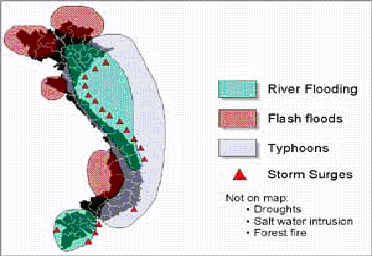 River Flooding
Flash floods
Typhoons
Storm Surges
Not on map:
• Droughts
• Salt water intrusion
• Forest fire